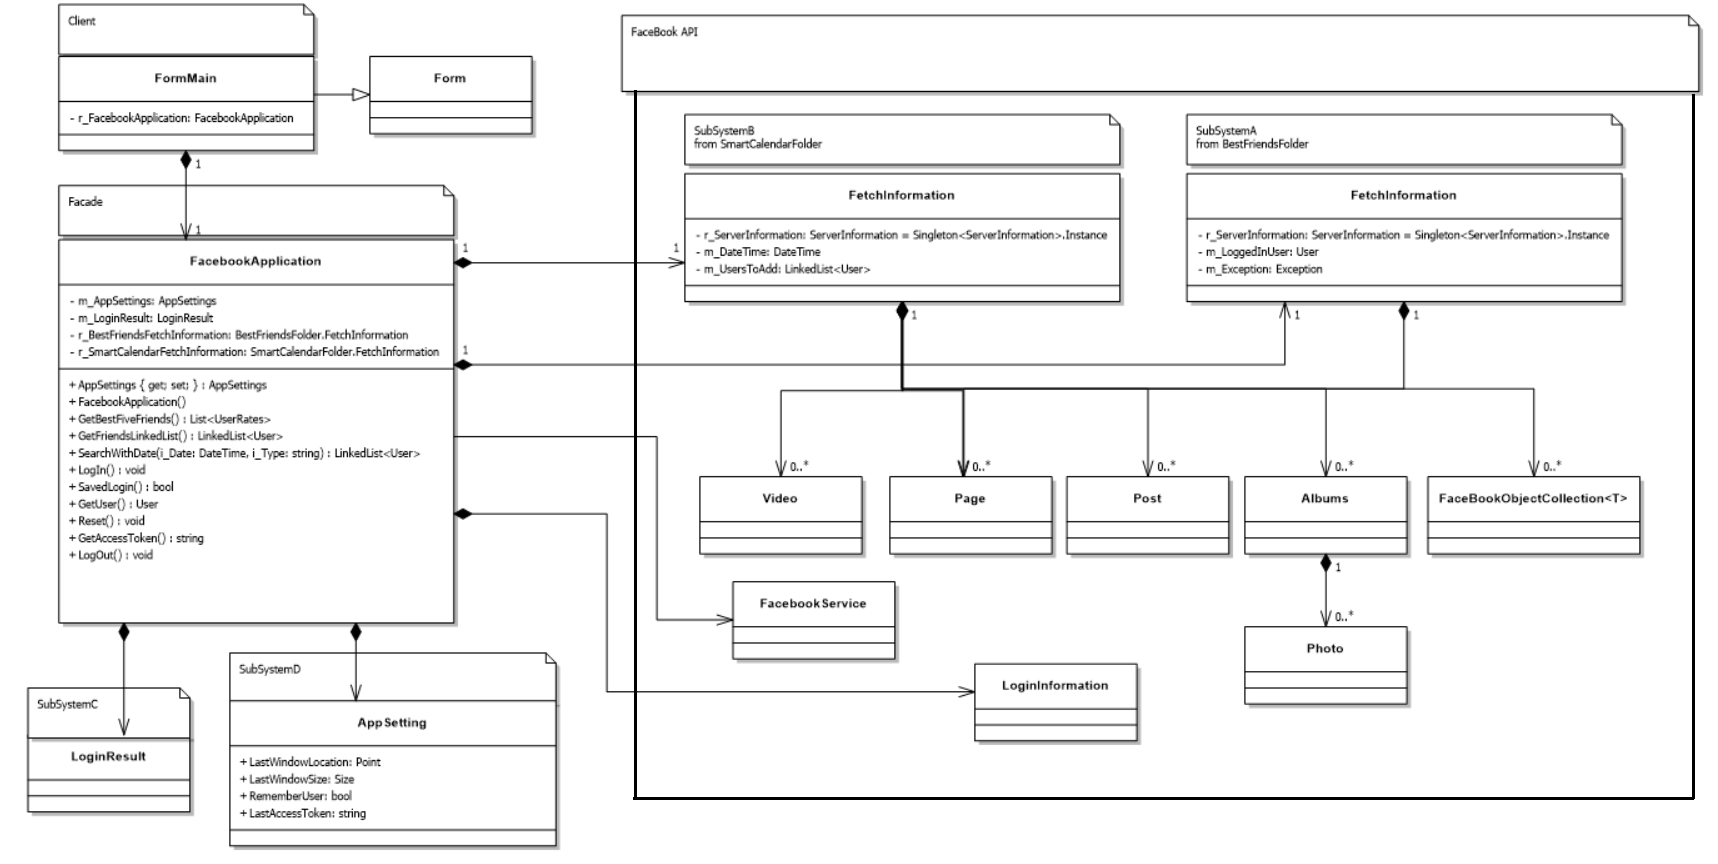 Client
FormMain
- r_FacebookApplication: FacebookApplication
Form
1
Facade
1
FacebookApplication
- m_AppSettings: AppSettings
- m_LoginResult: LoginResult
- r_BestFriendsFetchInformation: BestFriendsFolder.FetchInformation
- r_SmartCalendarFetchInformation: SmartCalendarFolder.FetchInformation
+ AppSettings { get; set; } : AppSettings
+ FacebookApplication()
+ GetBestFiveFriends() : List<UserRates>
+ GetFriendsLinkedList() : LinkedList<User>
+ SearchWithDate(i_Date: DateTime, i_Type: string) : LinkedList<User>
+ LogIn() : void
+ SavedLogin() : bool
+ GetUser() : User
+ Reset() : void
+ GetAccessToken() : string
+ LogOut() : void
1
1
1
SubSystemC
LoginResult
SubSystemD
AppSetting
+ LastWindowLocation: Point
+ LastWindowSize: Size
+ RememberUser: bool
+ LastAccessToken: string
FaceBook API
SubSystemB
from SmartCalendarFolder
FetchInformation
- r_ServerInformation: ServerInformation = Singleton<ServerInformation>.Instance
- m_DateTime: DateTime
- m_UsersToAdd: LinkedList<User>
1
SubSystemA
from BestFriendsFolder
FetchInformation
- r_ServerInformation: ServerInformation = Singleton<ServerInformation>.Instance
- m_LoggedInUser: User
- m_Exception: Exception
1
1
0..*
0..*
0..*
0..*
0..*
Video
Page
Post
Albums
FaceBookObjectCollection<T>
1
0..*
Photo
FacebookService
LoginInformation